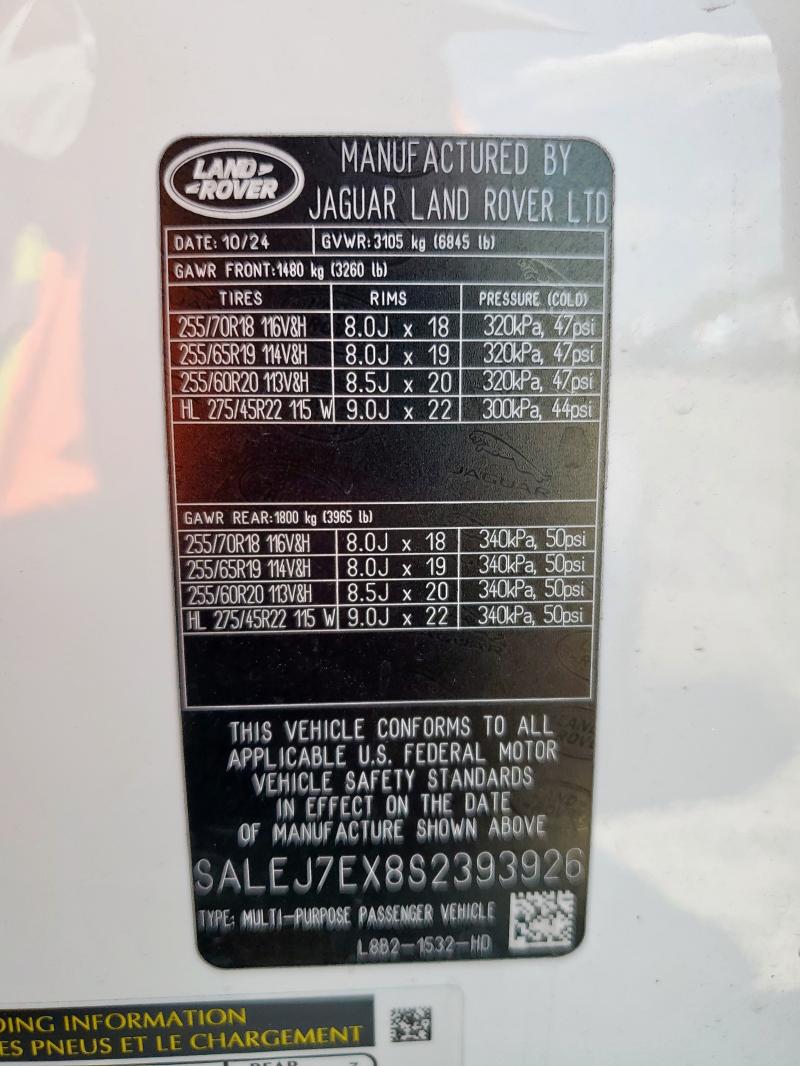 LAND
ROVER
MANUFACTURED BY
JAGUAR LAND ROVER LTD
DATE: 10/24 GVWR: 3105 kg (6845 lb)
GAWR FRONT: 1480 kg (3260 lb)
TIRES RIMS PRESSURE (COLD)
255/70R18 116V&H 8.0J x 18 320kPa, 47psi
255/65R19 114V&H 8.0J x 19 320kPa, 47psi
255/60R20 113V&H 8.5J x 20 320kPa, 47psi
HL 275/45R22 115 W 9.0J x 22 300kPa, 44psi
JAGUAR
GAWR REAR: 1800 kg (3965 lb)
255/70R18 116V&H 8.0J x 18 340kPa, 50psi
255/65R19 114V&H 8.0J x 19 340kPa, 50psi
255/60R20 113V&H 8.5J x 20 340kPa, 50psi
HL 275/45R22 115 W 9.0J x 22 340kPa, 50psi
THIS VEHICLE CONFORMS TO ALL
APPLICABLE U.S. FEDERAL MOTOR
VEHICLE SAFETY STANDARDS
IN EFFECT ON THE DATE
OF MANUFACTURE SHOWN ABOVE
SALEJ7EX8S2393926
TYPE: MULTI-PURPOSE PASSENGER VEHICLE
L8B2-1532-HD
DING INFORMATION
ES PNEUS ET LE CHARGEMENT
REAR